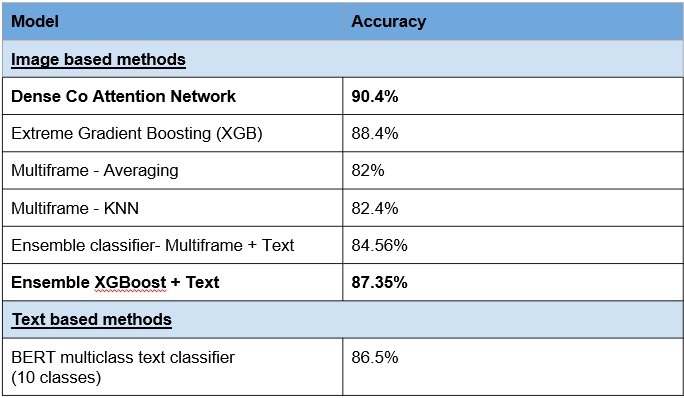 Model Accuracy
Image based methods
Dense Co Attention Network 90.4%
Extreme Gradient Boosting (XGB) 88.4%
Multiframe - Averaging 82%
Multiframe - KNN 82.4%
Ensemble classifier- Multiframe + Text 84.56%
Ensemble XGBoost + Text 87.35%
Text based methods
BERT multiclass text classifier 86.5%
(10 classes)